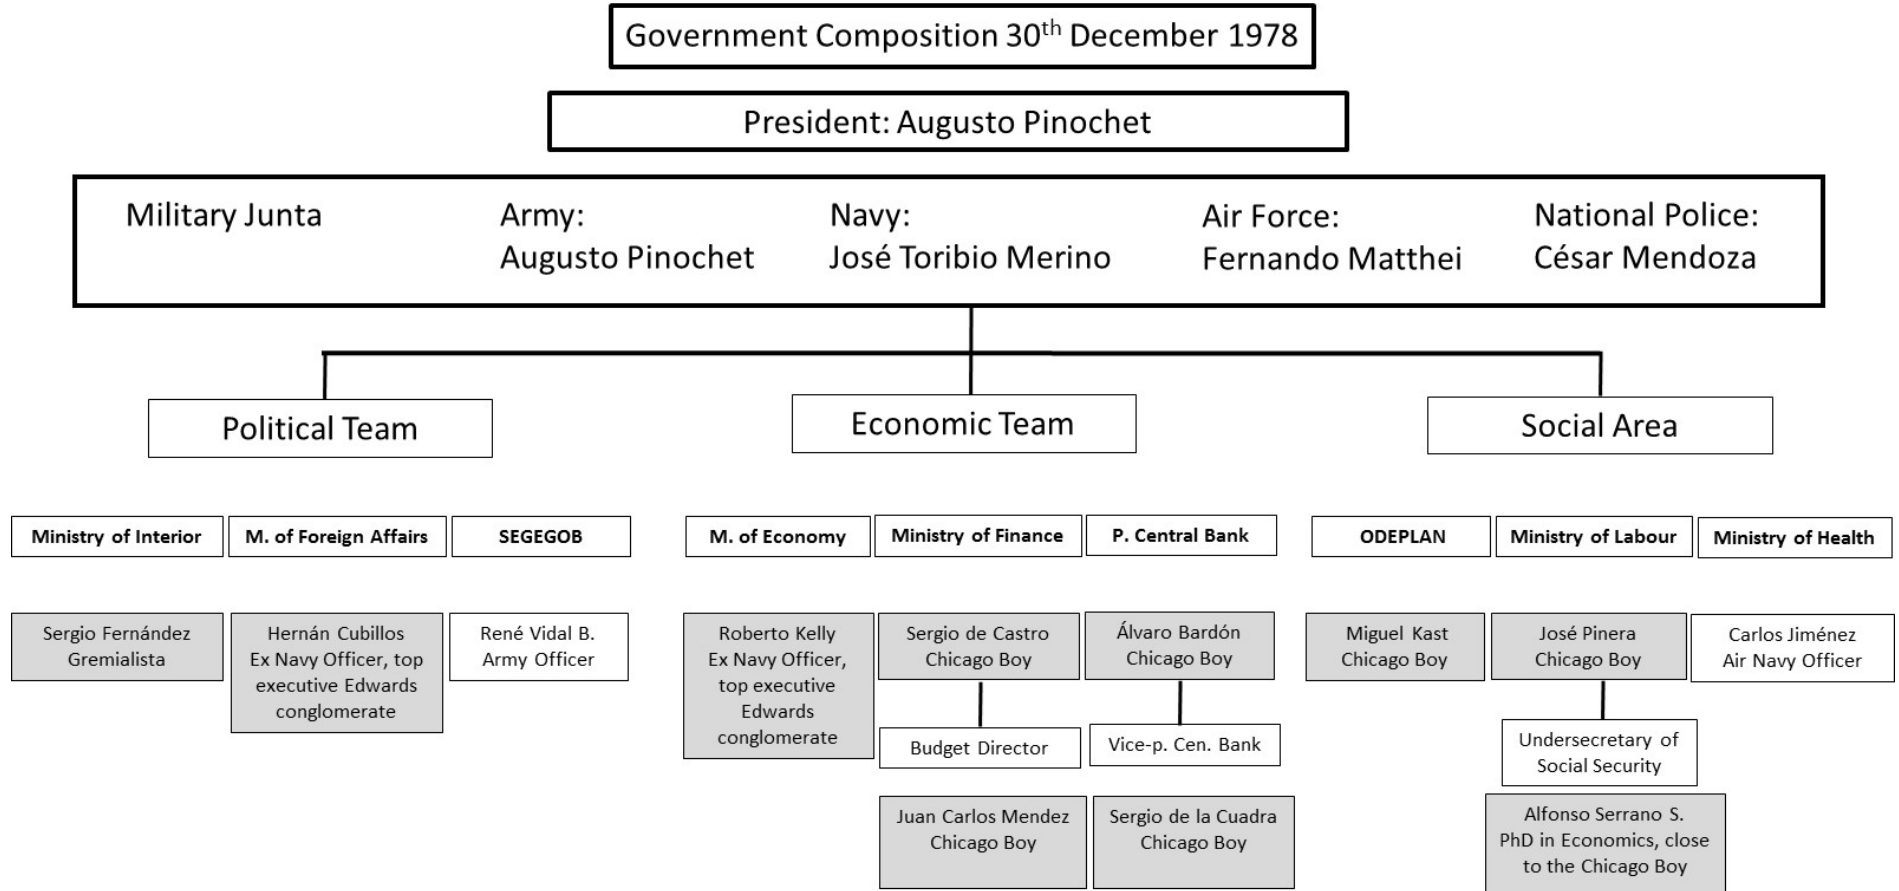 Government Composition 30th December 1978
President: Augusto Pinochet
Military Junta
Army:
Augusto Pinochet
Navy:
José Toribio Merino
Air Force:
Fernando Matthei
National Police:
César Mendoza
Political Team
Economic Team
Social Area
Ministry of Interior
M. of Foreign Affairs
SEGEGOB
M. of Economy
Ministry of Finance
P. Central Bank
ODEPLAN
Ministry of Labour
Ministry of Health
Sergio Fernández
Gremialista
Hernán Cubillos
Ex Navy Officer, top
executive Edwards
conglomerate
René Vidal B.
Army Officer
Roberto Kelly
Ex Navy Officer,
top executive
Edwards
conglomerate
Sergio de Castro
Chicago Boy
Álvaro Bardón
Chicago Boy
Miguel Kast
Chicago Boy
José Pinera
Chicago Boy
Carlos Jiménez
Air Navy Officer
Budget Director
Vice-p. Cen. Bank
Undersecretary of
Social Security
Juan Carlos Mendez
Chicago Boy
Sergio de la Cuadra
Chicago Boy
Alfonso Serrano S.
PhD in Economics, close
to the Chicago Boy